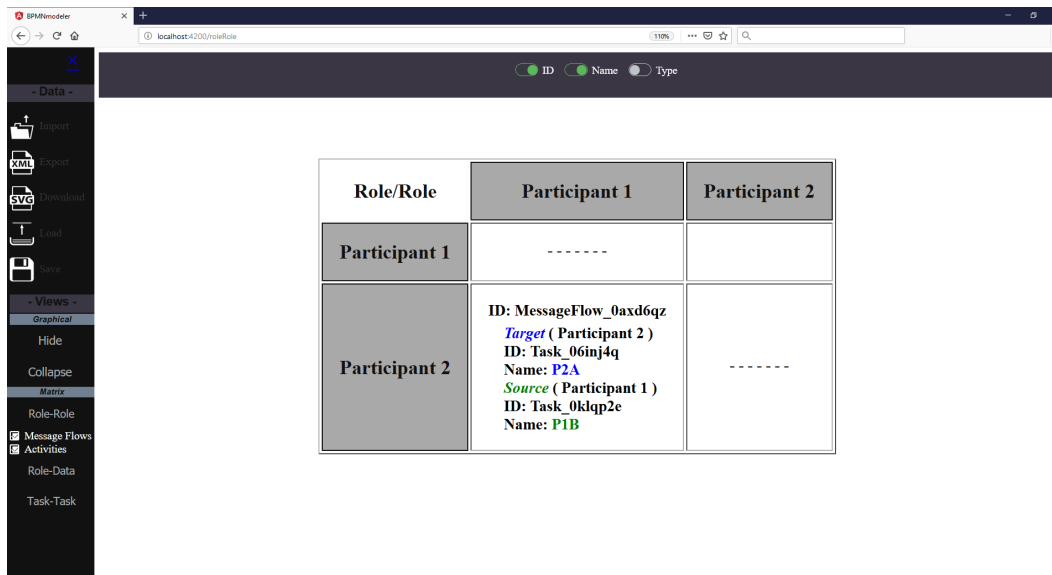 BPMNmodeler
localhost:4200/roleRole
110%
ID Name Type
- Data -
Import
XML Export
SVG Download
Load
Save
- Views -
Graphical
Hide
Collapse
Matrix
Role-Role
Message Flows
Activities
Role-Data
Task-Task
Role/Role Participant 1 Participant 2
Participant 1 - - - - - - -
Participant 2
ID: MessageFlow_0axd6qz
Target ( Participant 2 )
ID: Task_06inj4q
Name: P2A
Source ( Participant 1 )
ID: Task_0klqp2e
Name: P1B
- - - - - - -